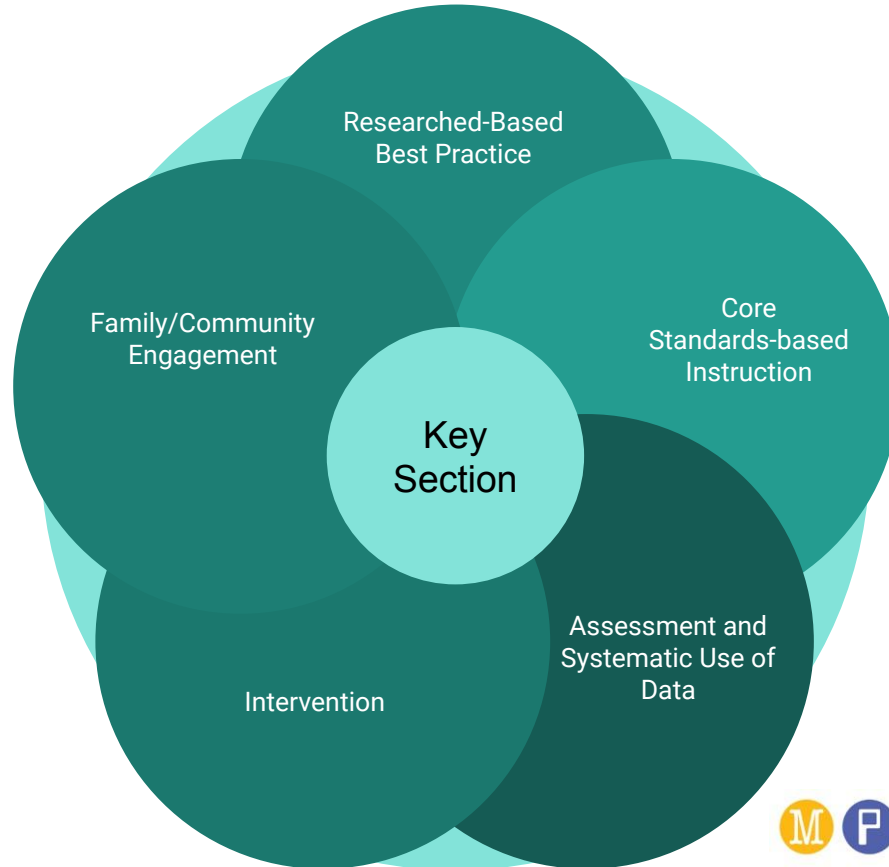 Researched-Based
Best Practice
Family/Community
Engagement
Core
Standards-based
Instruction
Key
Section
Assessment and
Systematic Use of
Data
Intervention
M P